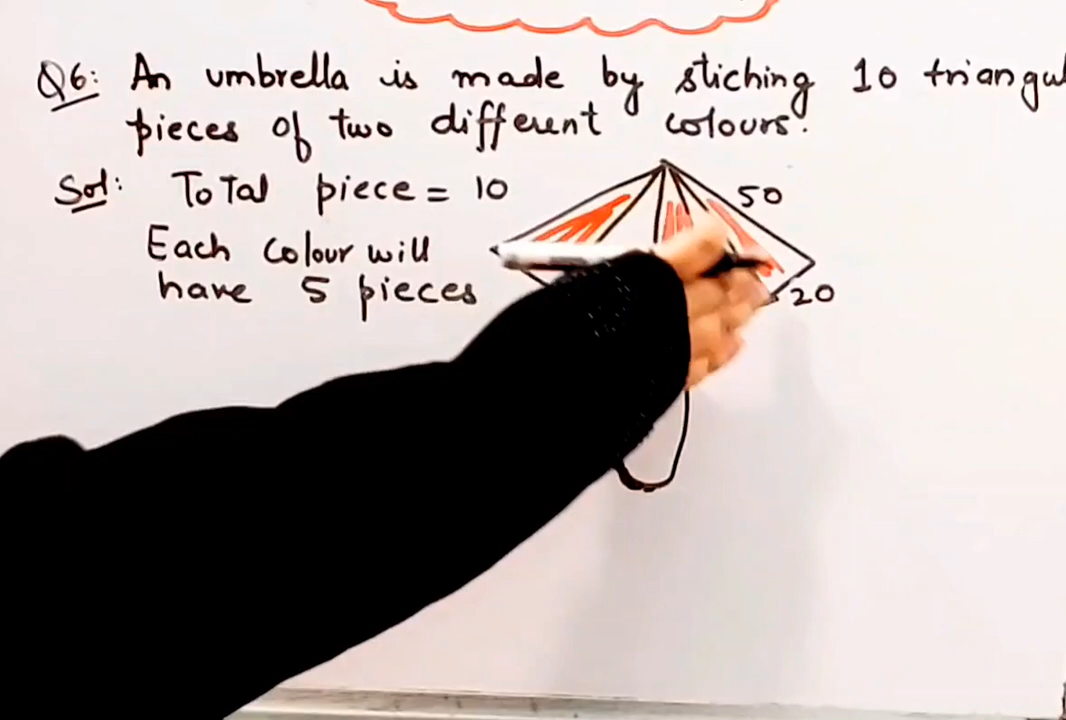 Q6: An umbrella is made by stiching 10 triangul
pieces of two different colours.
Sol: Total piece = 10
50
Each colour will
have 5 pieces
20